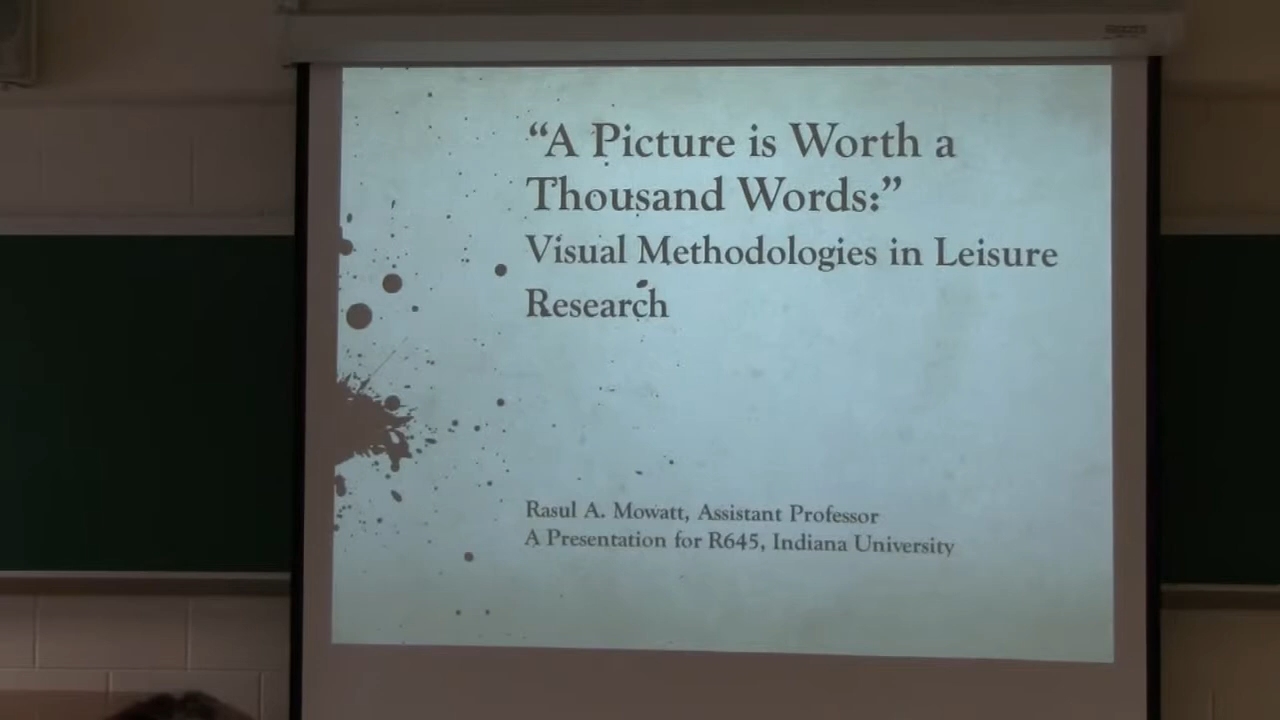 “A Picture is Worth a
Thousand Words:”
Visual Methodologies in Leisure
Research
Rasul A. Mowatt, Assistant Professor
A Presentation for R645, Indiana University